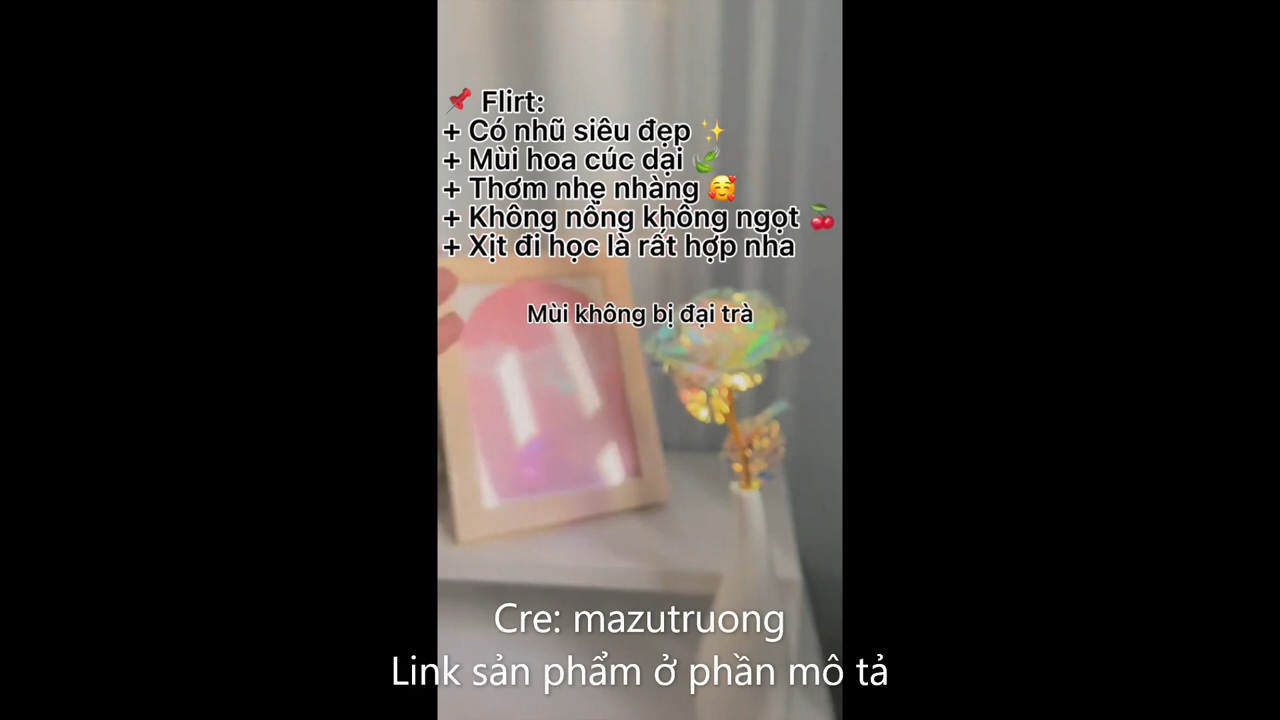 📌 Flirt:
+ Có nhũ siêu đẹp ✨
+ Mùi hoa cúc dại 🍃
+ Thơm nhẹ nhàng 🥰
+ Không nồng không ngọt 🍒
+ Xịt đi học là rất hợp nha
Mùi không bị đại trà
Cre: mazutruong
Link sản phẩm ở phần mô tả